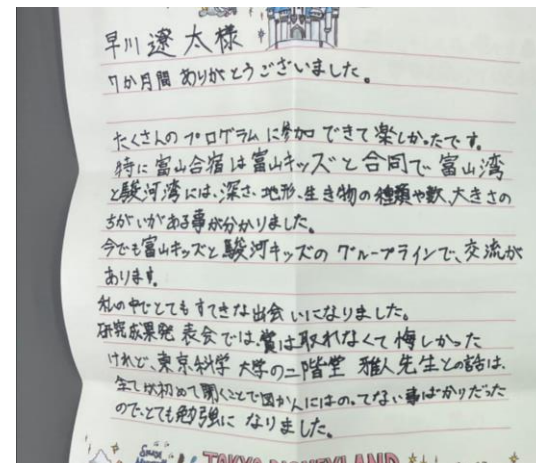 早川遼太様
7か月間ありがとうございました。
たくさんのプログラムに参加できて楽しかったです。
特に富山合宿は富山キッズと合同で富山湾
と駿河湾には、深さ、地形、生き物の種類や数、大きさの
ちがいがある事が分かりました。
今でも富山キッズと駿河キッズのグループラインで、交流が
あります。
私の中でとてもすてきな出会いになりました。
研究成果発表会では、賞は取れなくて悔しかった
けれど、東京科学大学の二階堂雅人先生との話は、
全てが初めて聞くことで図かんにはのってない事ばかりだった
ので、とても勉強になりました。
TOKYO DISNEYLAND